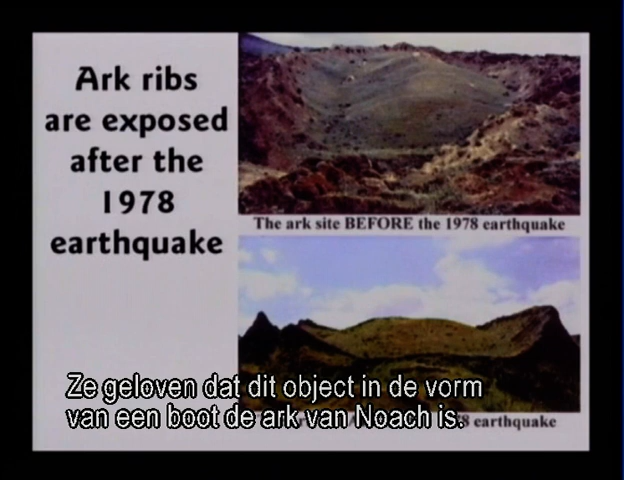 Ark ribs
are exposed
after the
1978
earthquake
The ark site BEFORE the 1978 earthquake
earthquake
Ze geloven dat dit object in de vorm
van een boot de ark van Noach is.